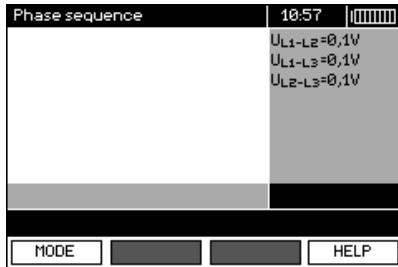 Phase sequence 10:57
UL1-L2=0,1V
UL1-L3=0,1V
UL2-L3=0,1V
MODE HELP